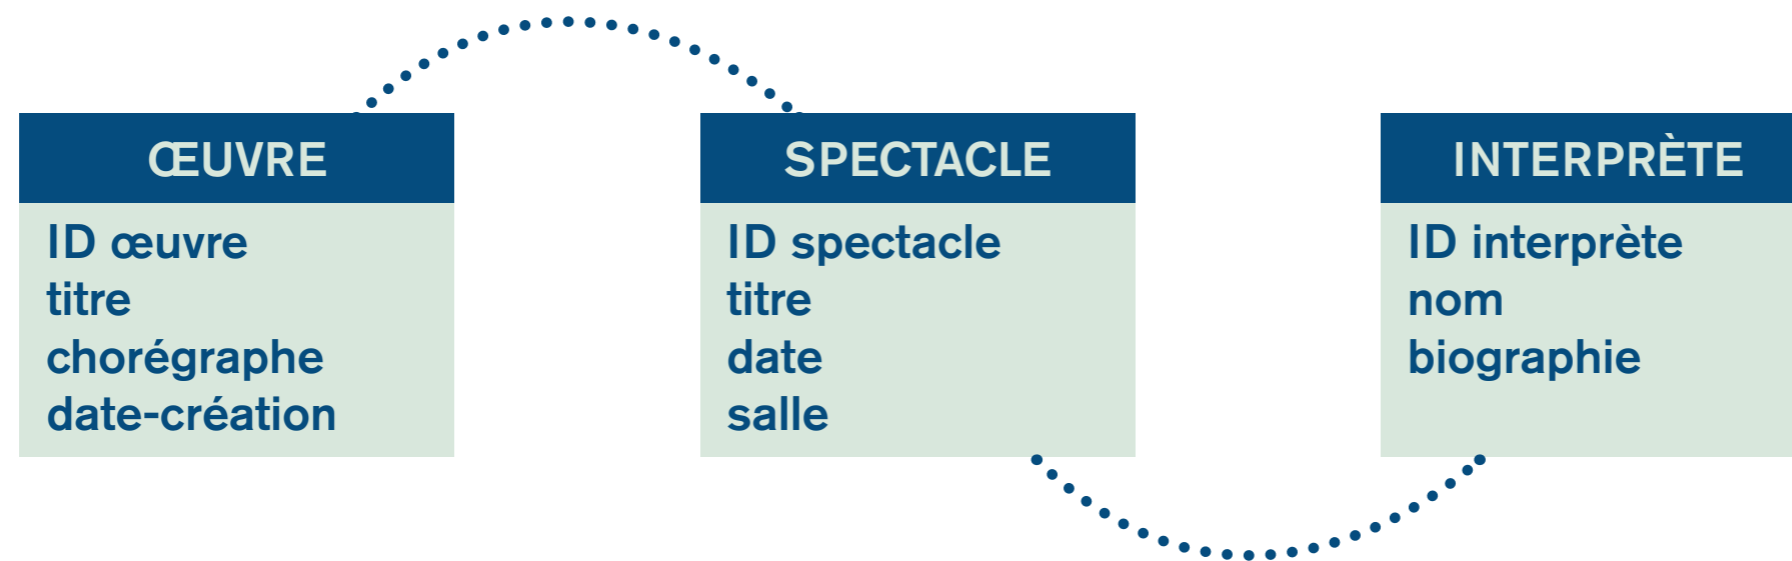 ŒUVRE
ID œuvre
titre
chorégraphe
date-création
SPECTACLE
ID spectacle
titre
date
salle
INTERPRÈTE
ID interprète
nom
biographie